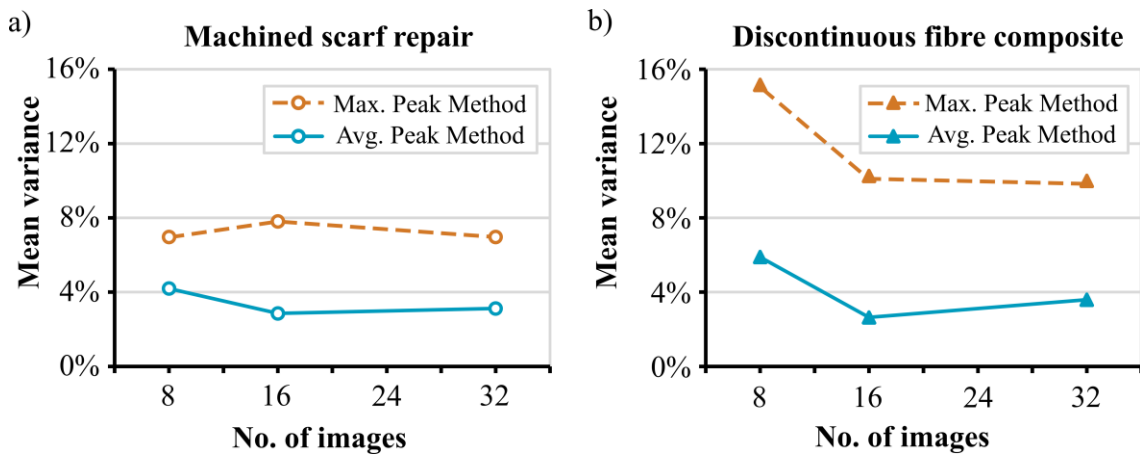 a)
Machined scarf repair
16%
12%
8%
4%
0%
Mean variance
Max. Peak Method
Avg. Peak Method
8
16
24
32
No. of images
b)
Discontinuous fibre composite
16%
12%
8%
4%
0%
Mean variance
Max. Peak Method
Avg. Peak Method
8
16
24
32
No. of images